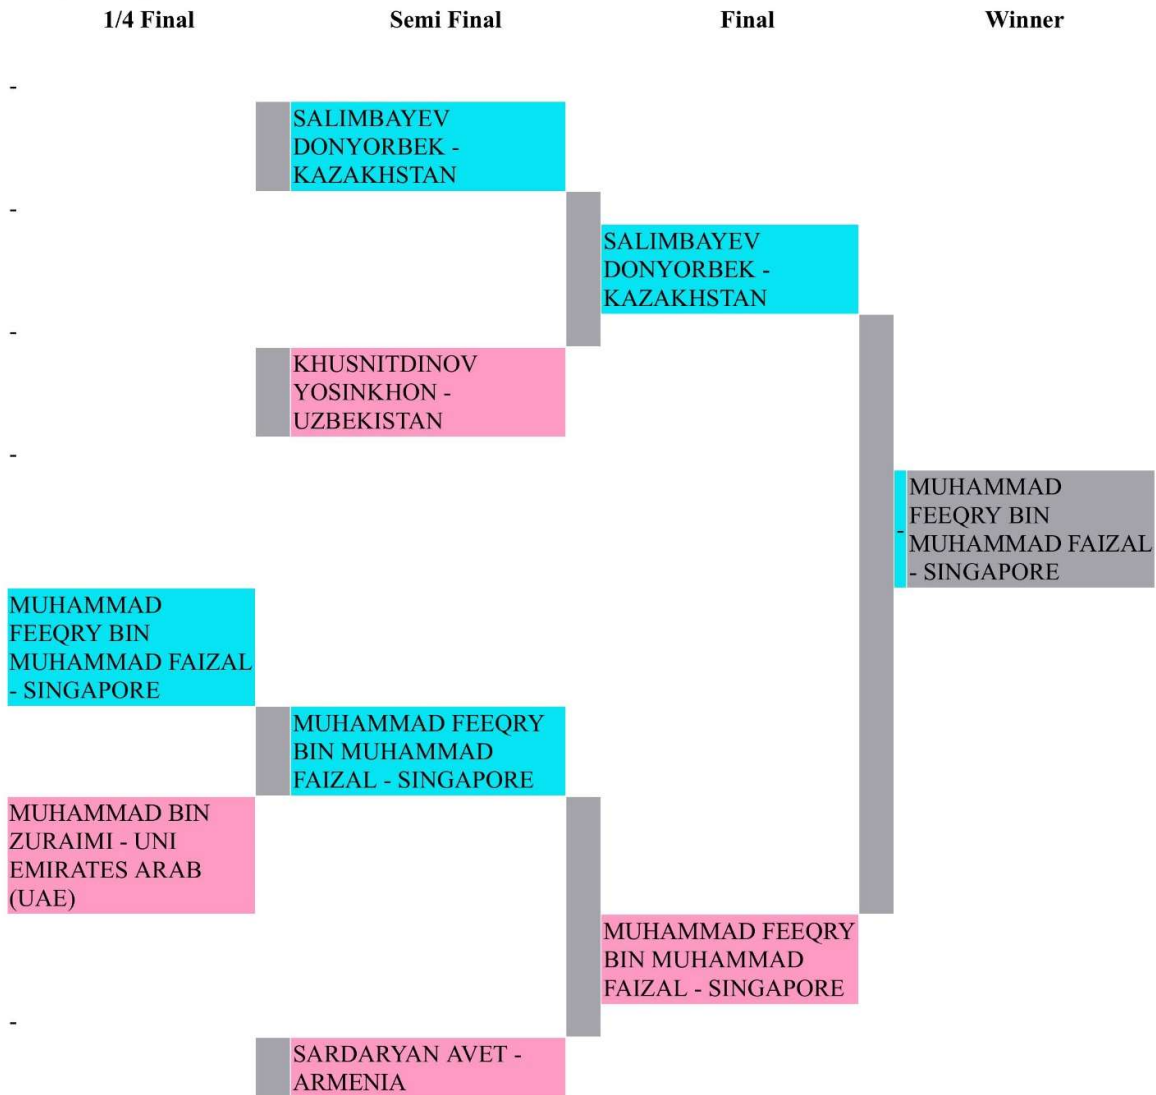 1/4 Final
Semi Final
Final
Winner
-
SALIMBAYEV
DONYORBEK -
KAZAKHSTAN
-
SALIMBAYEV
DONYORBEK -
KAZAKHSTAN
-
KHUSNITDINOV
YOSINKHON -
UZBEKISTAN
-
-
MUHAMMAD
FEEQRY BIN
MUHAMMAD FAIZAL
- SINGAPORE
MUHAMMAD
FEEQRY BIN
MUHAMMAD FAIZAL
- SINGAPORE
MUHAMMAD FEEQRY
BIN MUHAMMAD
FAIZAL - SINGAPORE
MUHAMMAD BIN
ZURAIMI - UNI
EMIRATES ARAB
(UAE)
MUHAMMAD FEEQRY
BIN MUHAMMAD
FAIZAL - SINGAPORE
-
SARDARYAN AVET -
ARMENIA